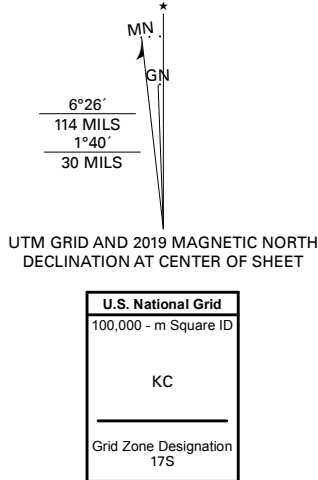 ★
MN
GN
6°26´
114 MILS
1°40´
30 MILS
UTM GRID AND 2019 MAGNETIC NORTH
DECLINATION AT CENTER OF SHEET
U.S. National Grid
100,000 - m Square ID
KC
Grid Zone Designation
17S